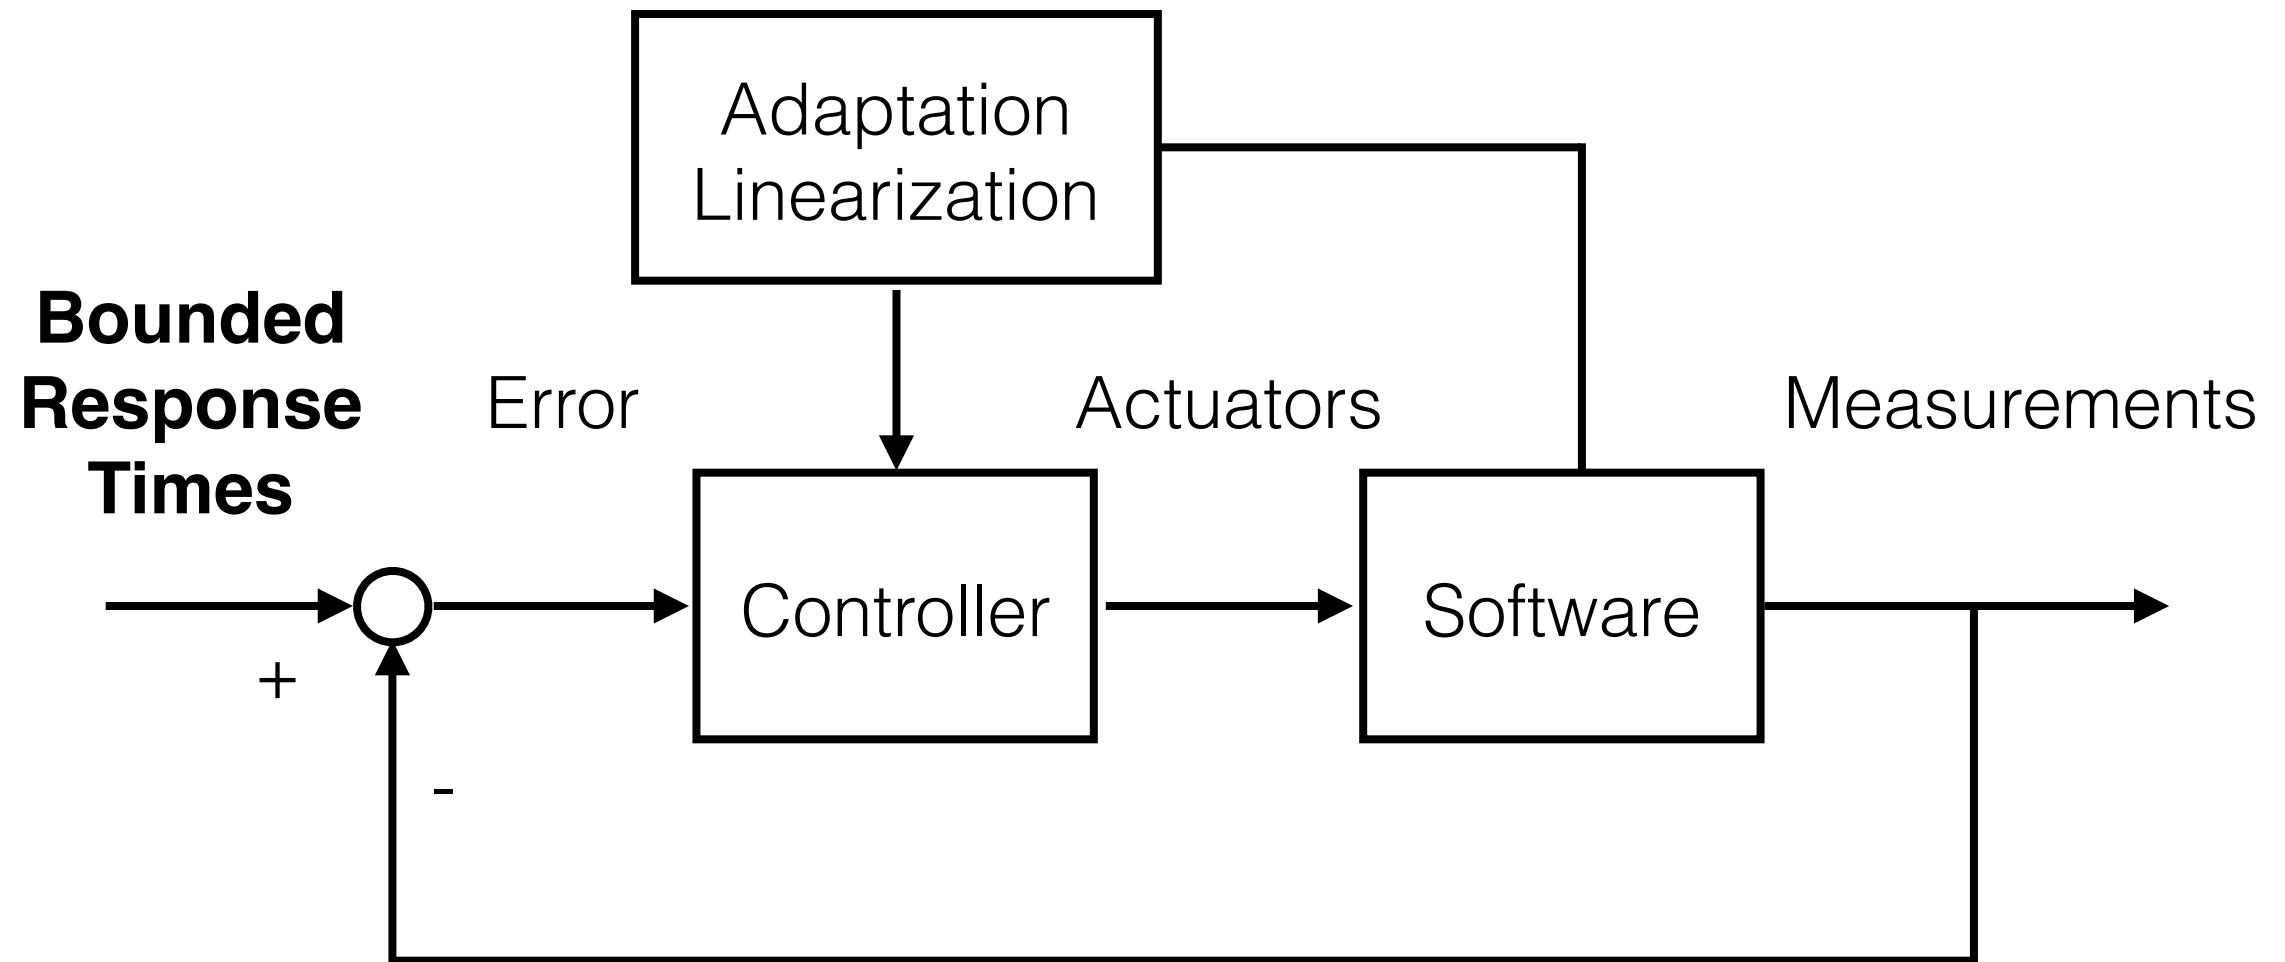 Adaptation
Linearization
Bounded
Response
Times
Error
Actuators
Measurements
Controller
Software
+
-